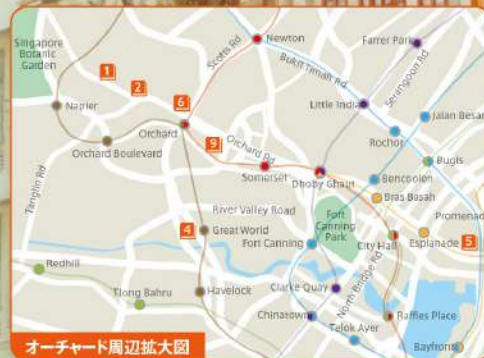 Singapore
Botanic
Garden
1
2
6
9
4
5
Scotts Rd
Newton
Bukit Timah Rd
Farrer Park
Serangoon Rd
Little India
Jalan Besar
Rochor
Napier
Orchard
Orchard Boulevard
Orchard Rd
Somerset
Dhoby Ghaut
Bencoolen
Bugis
Bras Basah
Promenad
Tanglin Rd
River Valley Road
Great World
Fort
Canning
Park
Fort Canning
City Hall
Esplanade
Redhill
Tiong Bahru
Havelock
Clarke Quay
North Bridge Rd
Chinatown
Raffles Place
Telok Ayer
Bayfront
オーチャード周辺拡大図